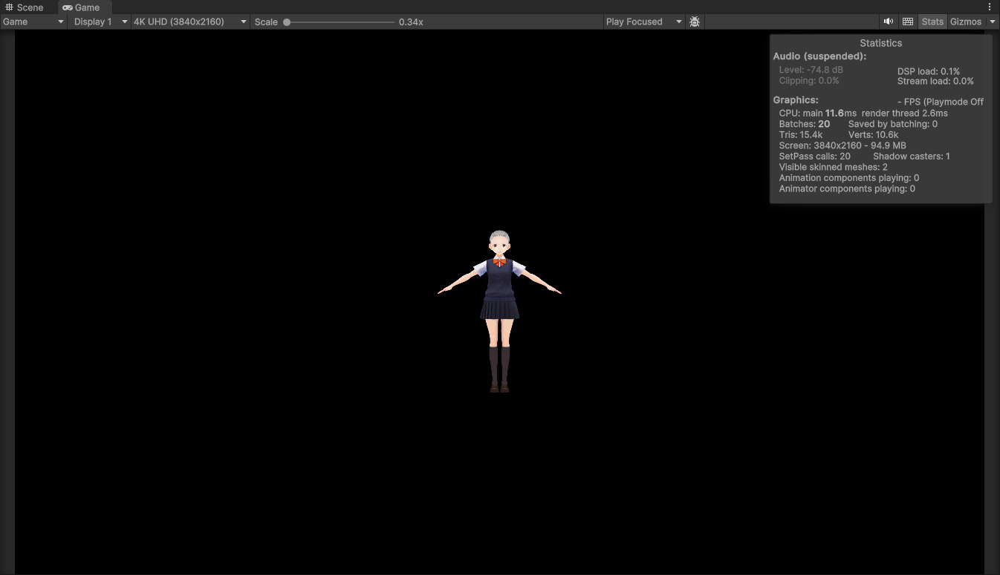 Scene Game
Game Display 1 4K UHD (3840x2160) Scale 0.34x Play Focused Stats Gizmos
Statistics
Audio (suspended):
Level: -74.8 dB DSP load: 0.1%
Clipping: 0.0% Stream load: 0.0%
Graphics: - FPS (Playmode Off
CPU: main 11.6ms render thread 2.6ms
Batches: 20 Saved by batching: 0
Tris: 15.4k Verts: 10.6k
Screen: 3840x2160 - 94.9 MB
SetPass calls: 20 Shadow casters: 1
Visible skinned meshes: 2
Animation components playing: 0
Animator components playing: 0